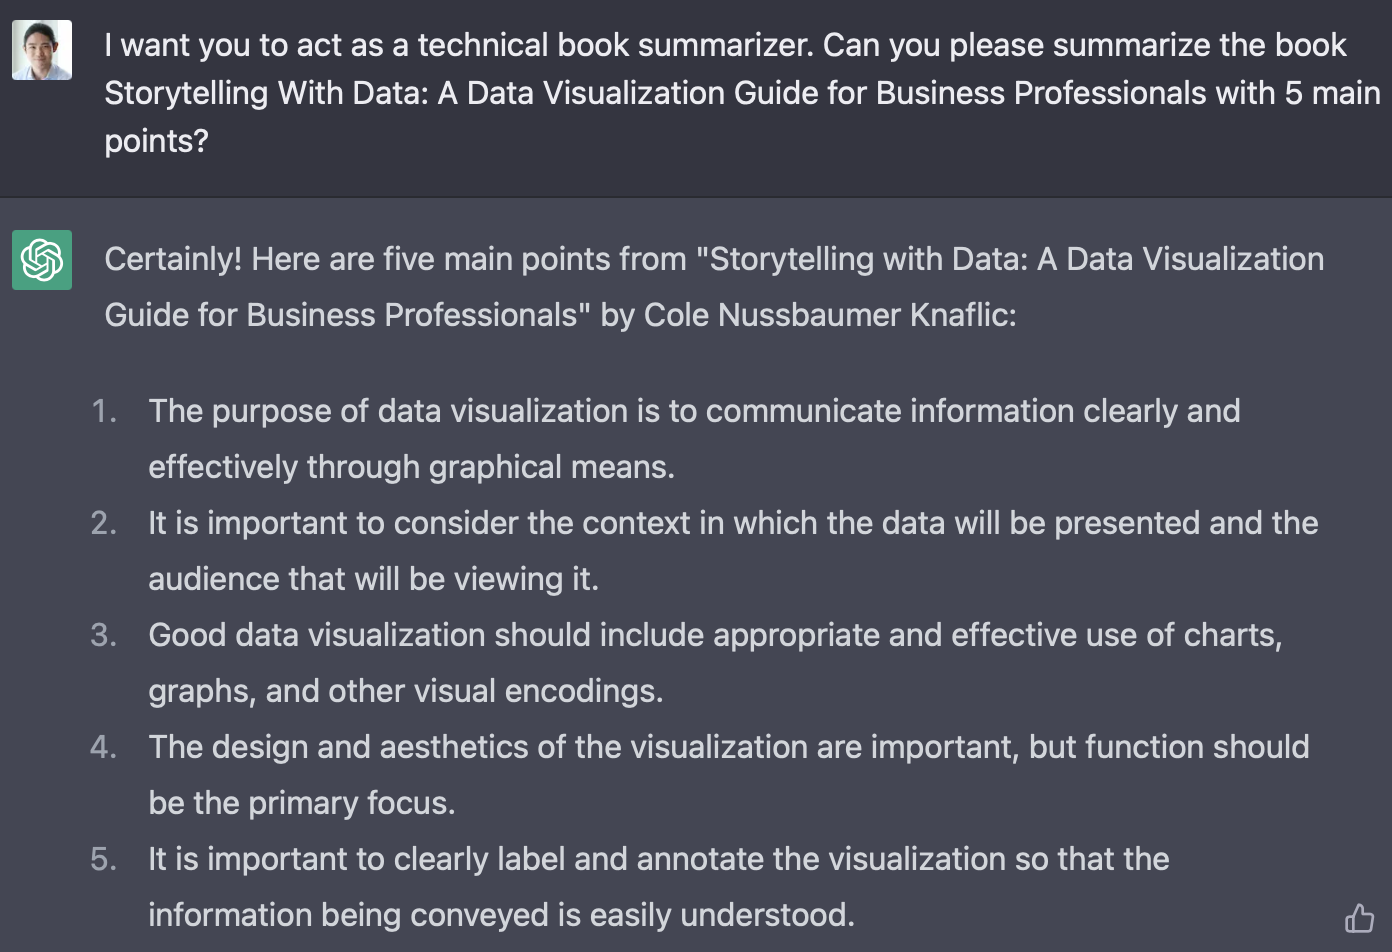 I want you to act as a technical book summarizer. Can you please summarize the book
Storytelling With Data: A Data Visualization Guide for Business Professionals with 5 main
points?
Certainly! Here are five main points from "Storytelling with Data: A Data Visualization
Guide for Business Professionals" by Cole Nussbaumer Knaflic:
1. The purpose of data visualization is to communicate information clearly and
effectively through graphical means.
2. It is important to consider the context in which the data will be presented and the
audience that will be viewing it.
3. Good data visualization should include appropriate and effective use of charts,
graphs, and other visual encodings.
4. The design and aesthetics of the visualization are important, but function should
be the primary focus.
5. It is important to clearly label and annotate the visualization so that the
information being conveyed is easily understood.